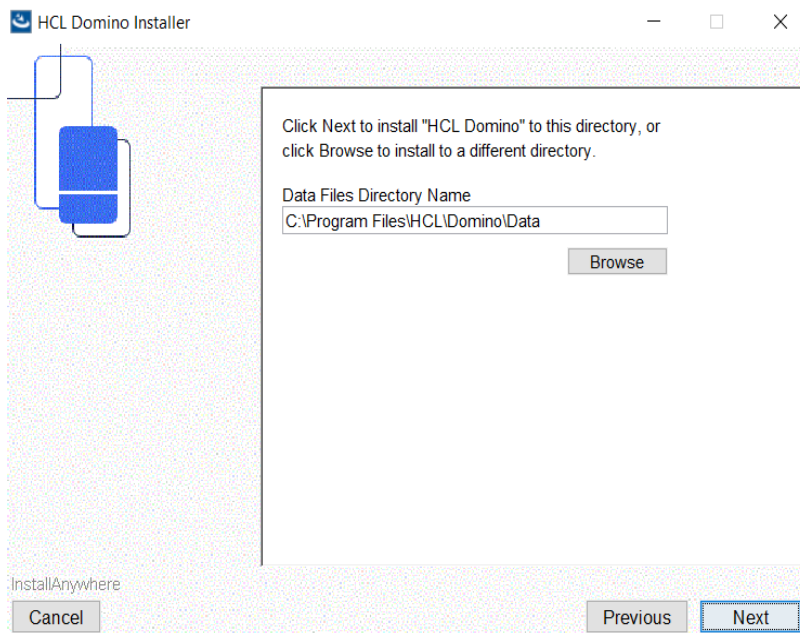 HCL Domino Installer
Click Next to install "HCL Domino" to this directory, or
click Browse to install to a different directory.
Data Files Directory Name
C:\Program Files\HCL\Domino\Data
Browse
InstallAnywhere
Cancel
Previous
Next